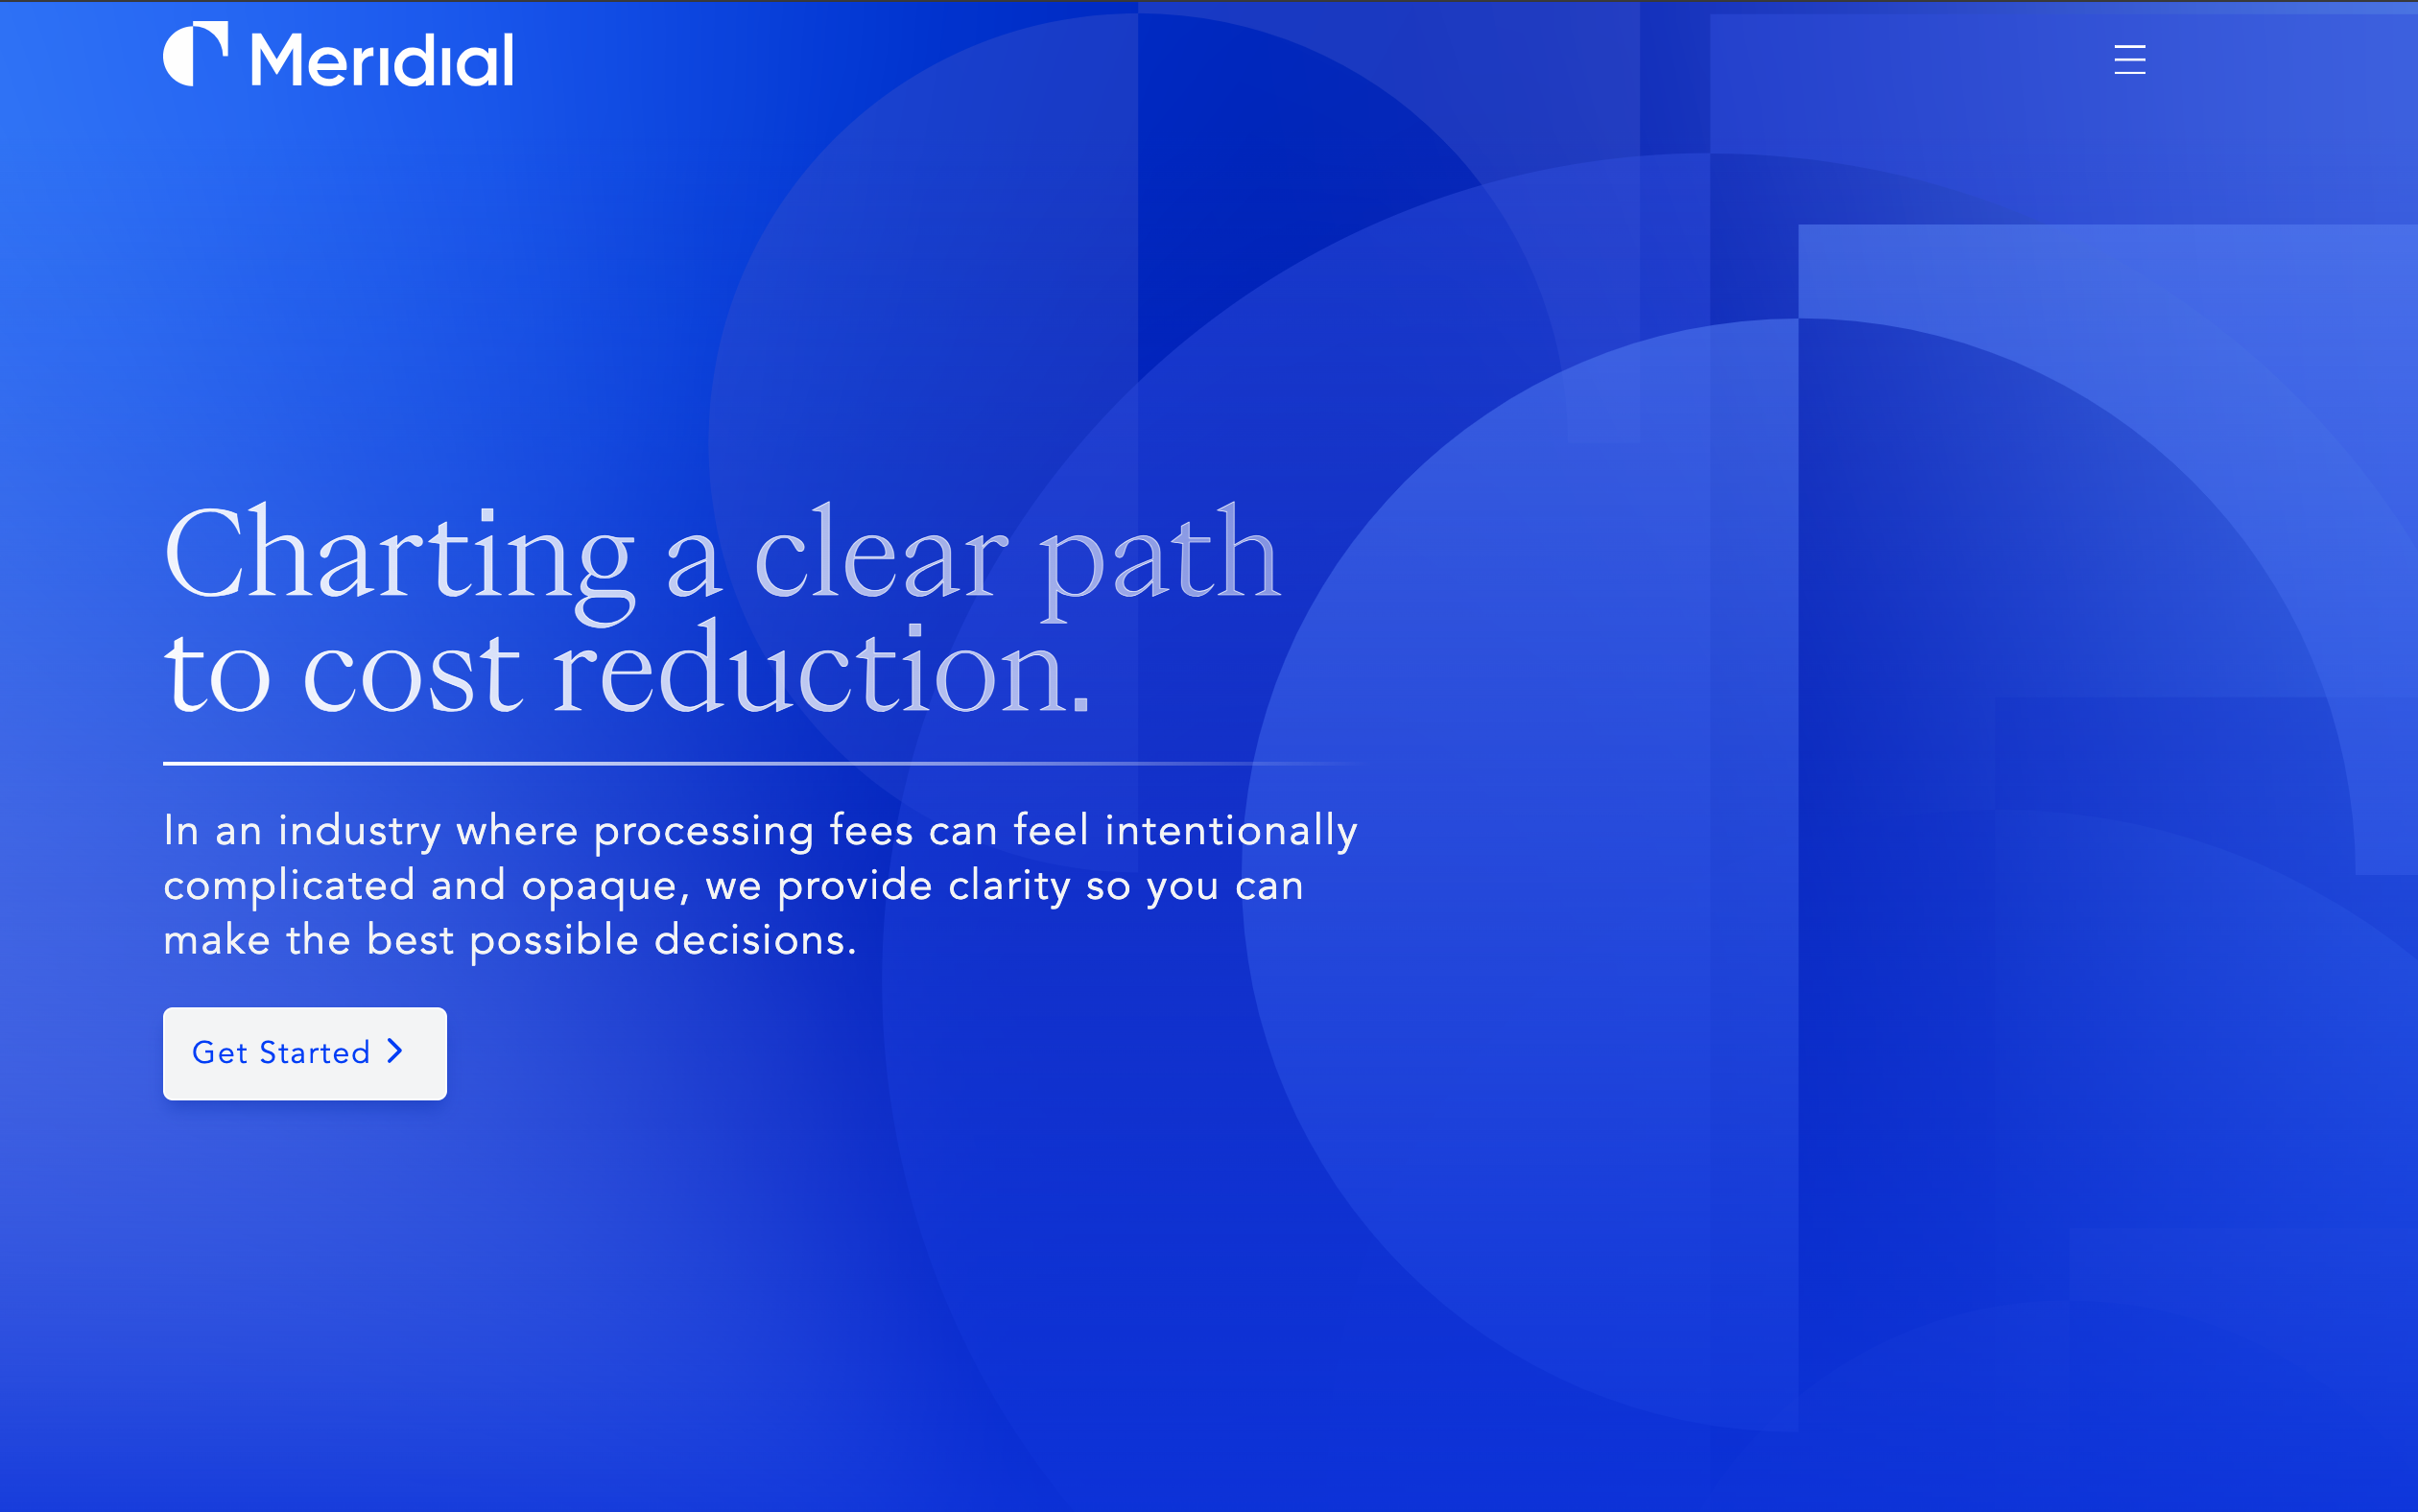 Meridial
Charting a clear path
to cost reduction.
In an industry where processing fees can feel intentionally
complicated and opaque, we provide clarity so you can
make the best possible decisions.
Get Started